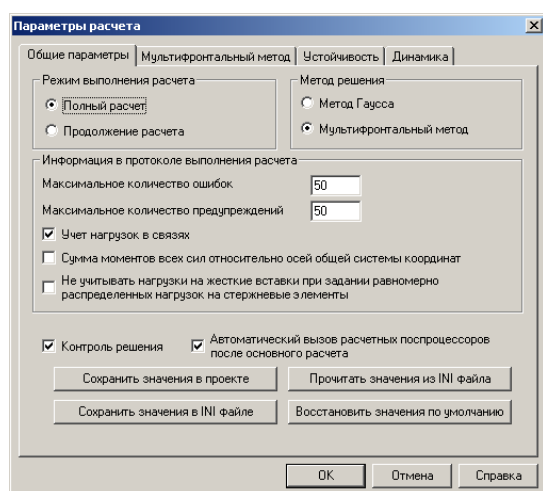 Параметры расчета
Общие параметры Мультифронтальный метод Устойчивость Динамика
Режим выполнения расчета
Полный расчет
Продолжение расчета
Метод решения
Метод Гаусса
Мультифронтальный метод
Информация в протоколе выполнения расчета
Максимальное количество ошибок 50
Максимальное количество предупреждений 50
Учет нагрузок в связях
Сумма моментов всех сил относительно осей общей системы координат
Не учитывать нагрузки на жесткие вставки при задании равномерно
распределенных нагрузок на стержневые элементы
Контроль решения
Автоматический вызов расчетных поспроцессоров
после основного расчета
Сохранить значения в проекте Прочитать значения из INI файла
Сохранить значения в INI файле Восстановить значения по умолчанию
OK Отмена Справка